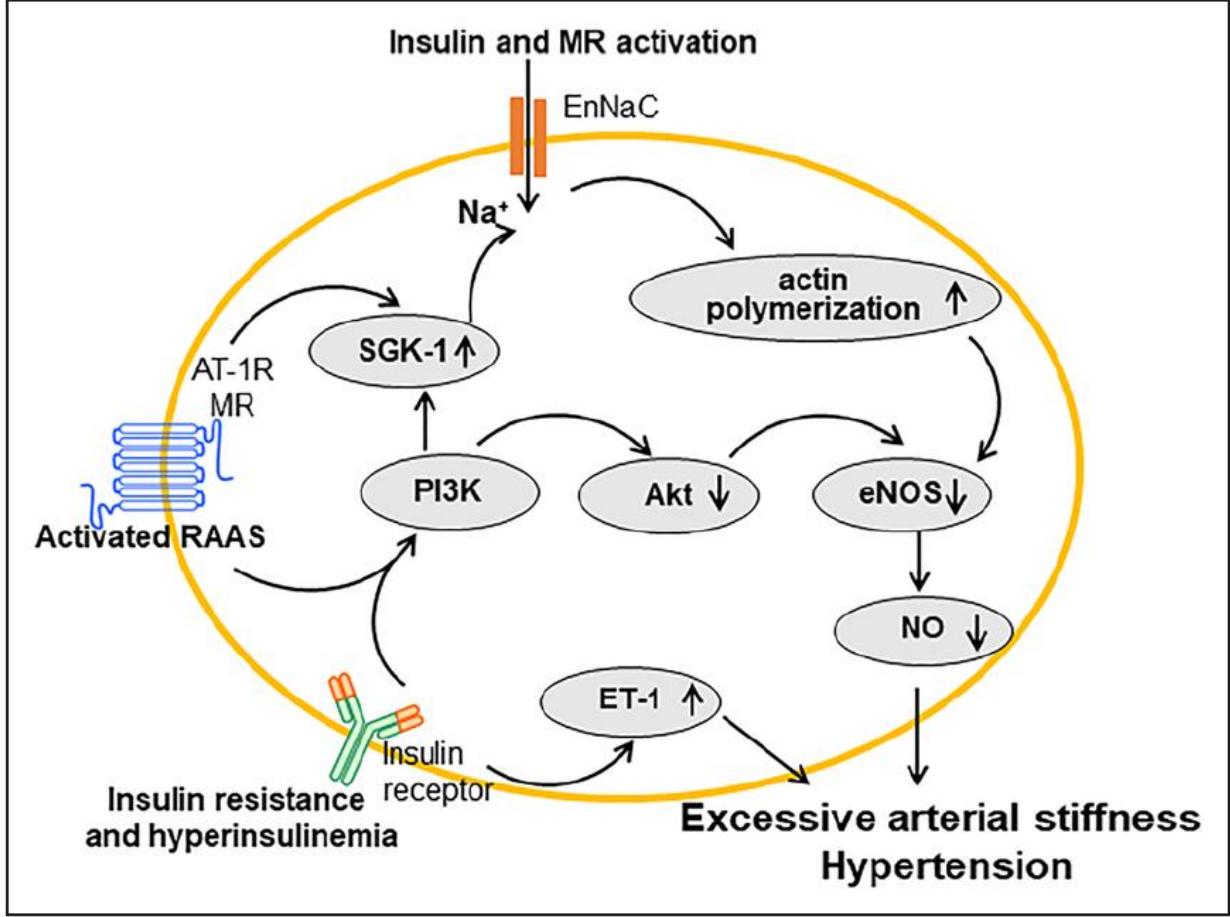 Insulin and MR activation
EnNaC
Na⁺
actin
polymerization ↑
SGK-1 ↑
AT-1R
MR
PI3K
Akt ↓
eNOS ↓
Activated RAAS
NO ↓
ET-1 ↑
Insulin
receptor
Insulin resistance
and hyperinsulinemia
Excessive arterial stiffness
Hypertension